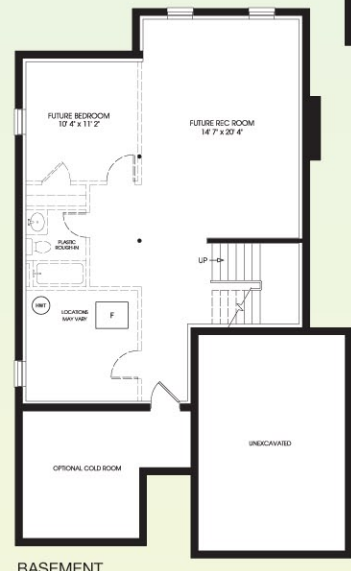 FUTURE BEDROOM
10' 4" x 11' 2"
FUTURE REC ROOM
14' 7" x 20' 4"
PLASTIC
ROUGH-IN
UP
HWT
LOCATIONS
MAY VARY
F
UNEXCAVATED
OPTIONAL COLD ROOM
BASEMENT